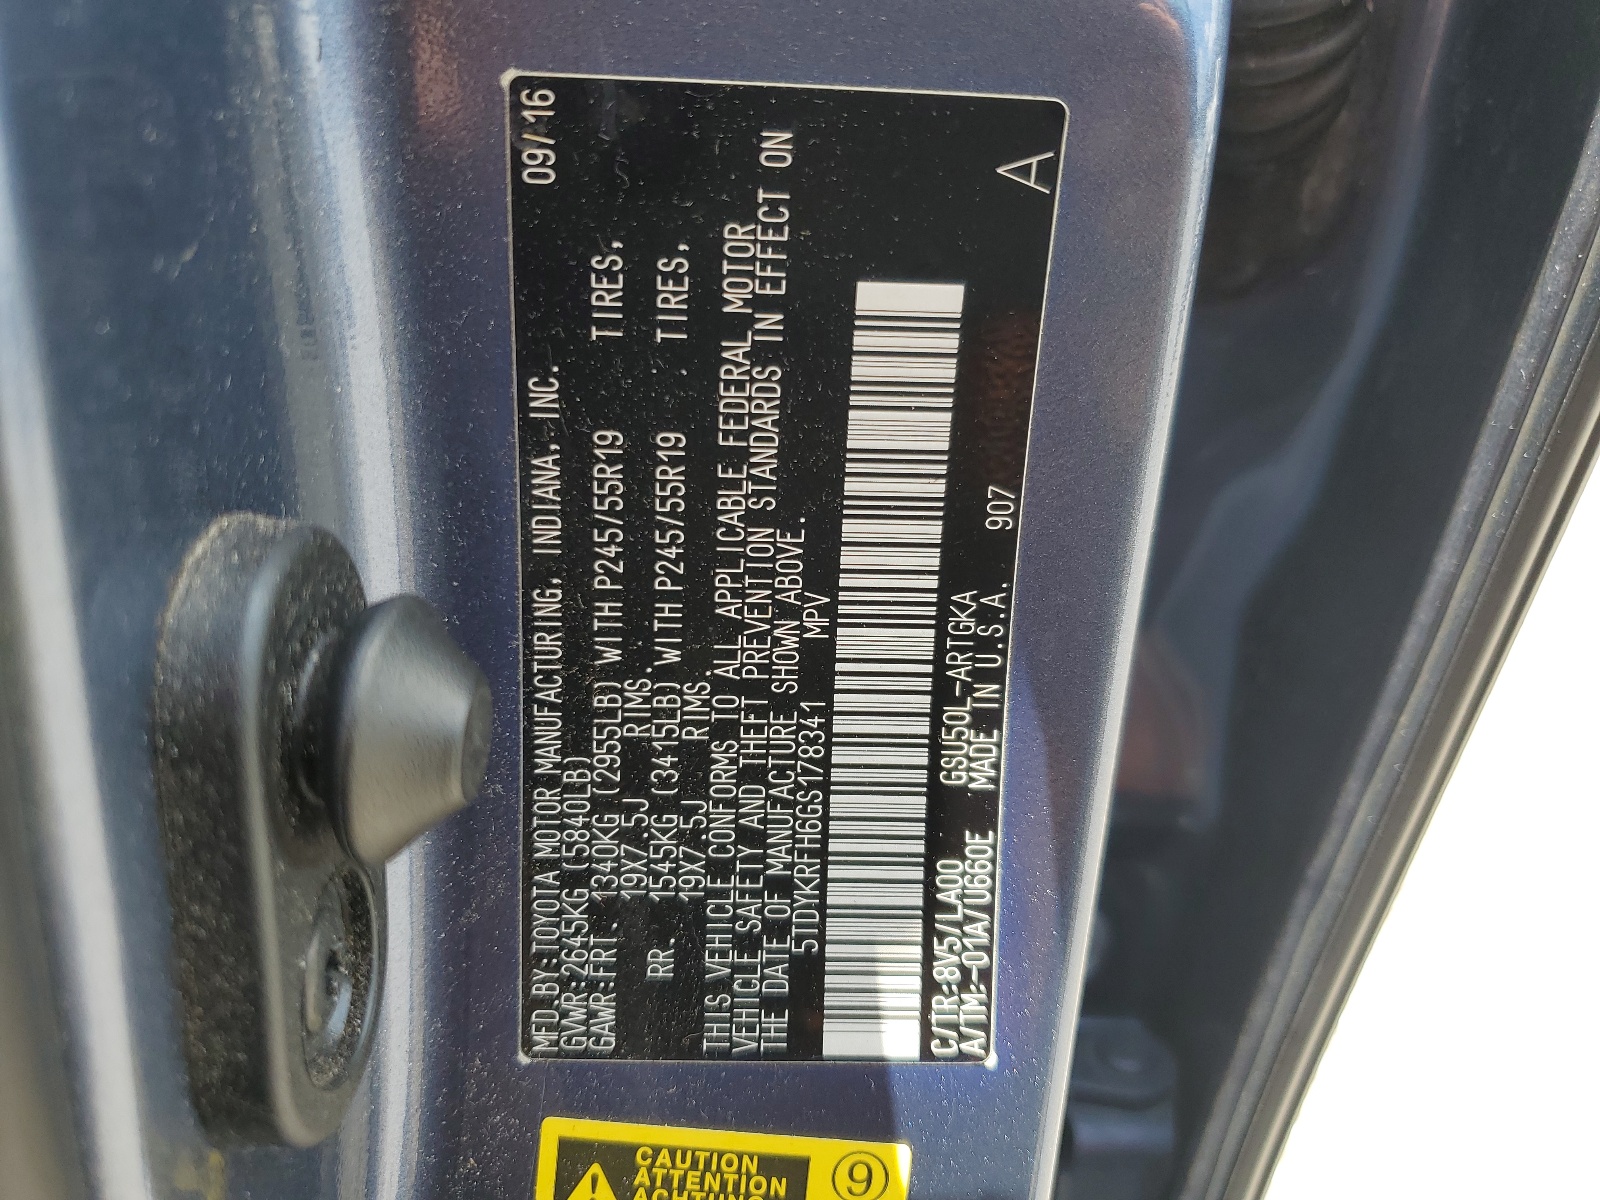 MFD.BY:TOYOTA MOTOR MANUFACTURING, INDIANA, INC. 09/16
GVWR:2645KG (5840LB)
GAWR:FRT. 1340KG (2955LB) WITH P245/55R19 TIRES,
19X7.5J RIMS.
RR. 1545KG (3415LB) WITH P245/55R19 TIRES,
19X7.5J RIMS.
THIS VEHICLE CONFORMS TO ALL APPLICABLE FEDERAL MOTOR
VEHICLE SAFETY AND THEFT PREVENTION STANDARDS IN EFFECT ON
THE DATE OF MANUFACTURE SHOWN ABOVE.
5TDYKRFH6GS178341 MPV
C/TR:8V5/LA00 GSU50L-ARTGKA
A/TM:-01A/U660E MADE IN U.S.A. 907
A
CAUTION
ATTENTION
ACHTUNG
9